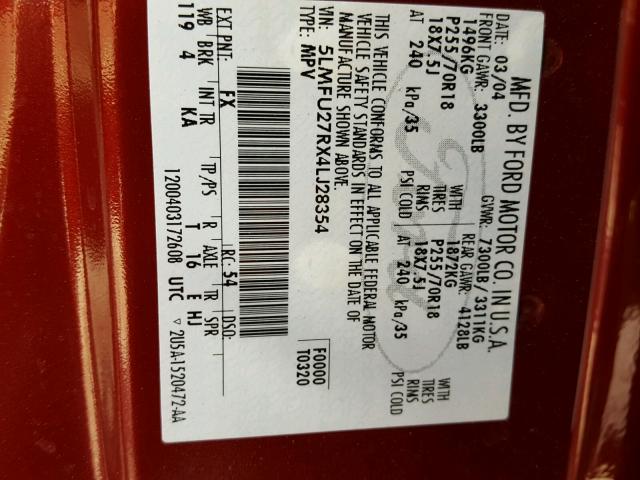 MFD. BY FORD MOTOR CO. IN U.S.A.
DATE: 03/04 GVWR: 7300LB / 3311KG
FRONT GAWR: 3300LB REAR GAWR: 4128LB
1496KG WITH 1872KG WITH
P255/70R18 TIRES P255/70R18 TIRES
18X7.5J RIMS 18X7.5J RIMS
AT 240 kPa/35 PSI COLD AT 240 kPa/35 PSI COLD
THIS VEHICLE CONFORMS TO ALL APPLICABLE FEDERAL MOTOR
VEHICLE SAFETY STANDARDS IN EFFECT ON THE DATE OF
MANUFACTURE SHOWN ABOVE.
VIN: 5LMFU27RX4LJ28354 F0000
TYPE: MPV T0320
EXT PNT: FX RC: 54 DSO:
WB BRK INT TR TP/PS R AXLE TR SPR
119 4 KA T 16 E HJ
1200403172608 UTC ▽ 2U5A-1520472-AA